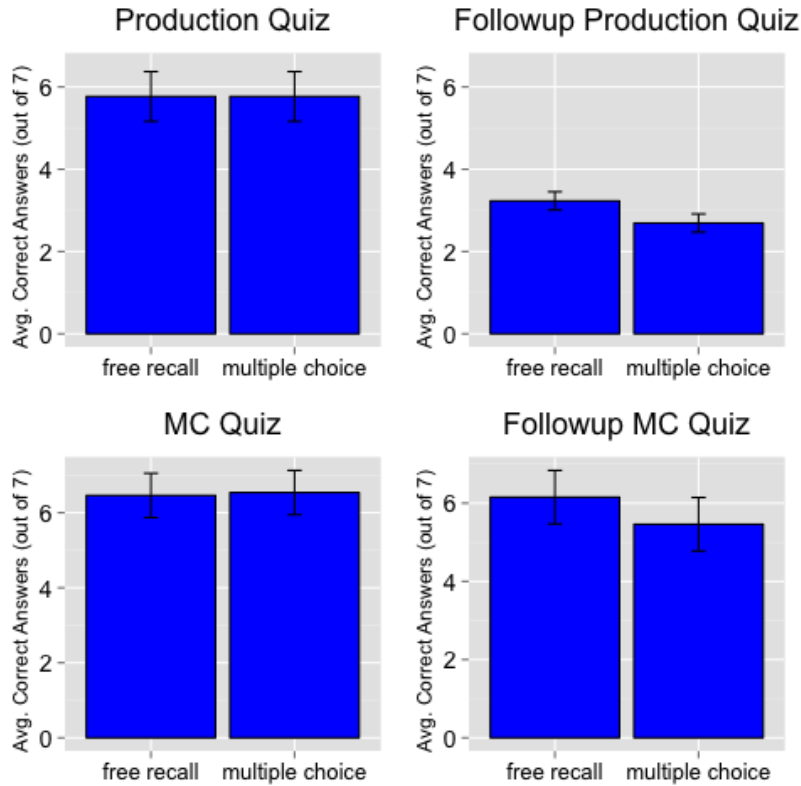 Production Quiz
Avg. Correct Answers (out of 7)
6
4
2
0
free recall multiple choice
Followup Production Quiz
Avg. Correct Answers (out of 7)
6
4
2
0
free recall multiple choice
MC Quiz
Avg. Correct Answers (out of 7)
6
4
2
0
free recall multiple choice
Followup MC Quiz
Avg. Correct Answers (out of 7)
6
4
2
0
free recall multiple choice